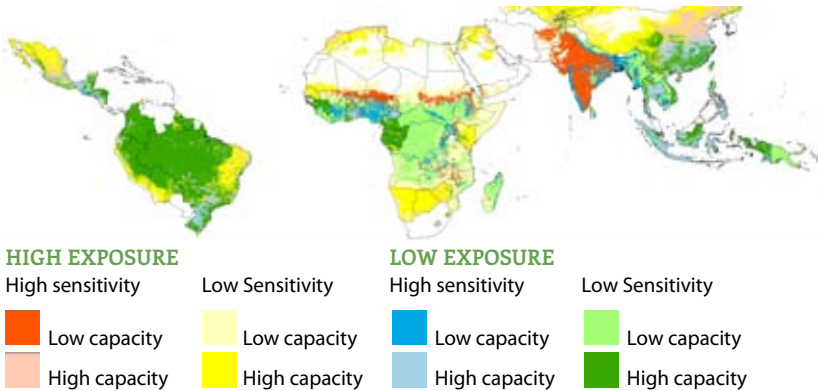 HIGH EXPOSURE LOW EXPOSURE
High sensitivity Low Sensitivity High sensitivity Low Sensitivity
Low capacity Low capacity Low capacity Low capacity
High capacity High capacity High capacity High capacity